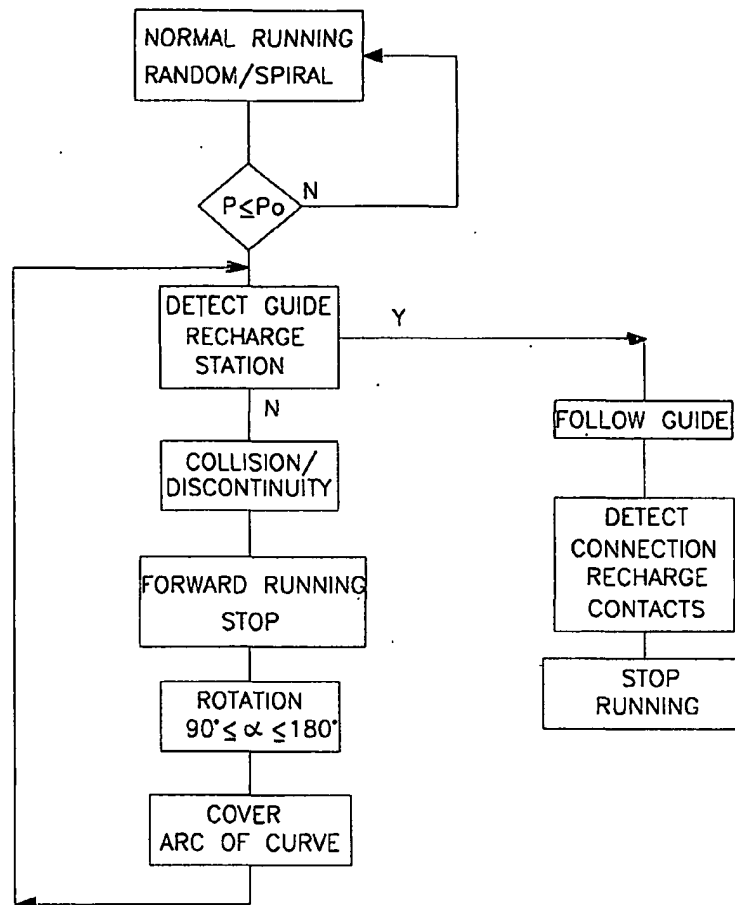 NORMAL RUNNING
RANDOM/SPIRAL
N
P≤Po
DETECT GUIDE
RECHARGE
STATION
Y
N
COLLISION/
DISCONTINUITY
FORWARD RUNNING
STOP
ROTATION
90°≤ α ≤180°
COVER
ARC OF CURVE
FOLLOW GUIDE
DETECT
CONNECTION
RECHARGE
CONTACTS
STOP
RUNNING